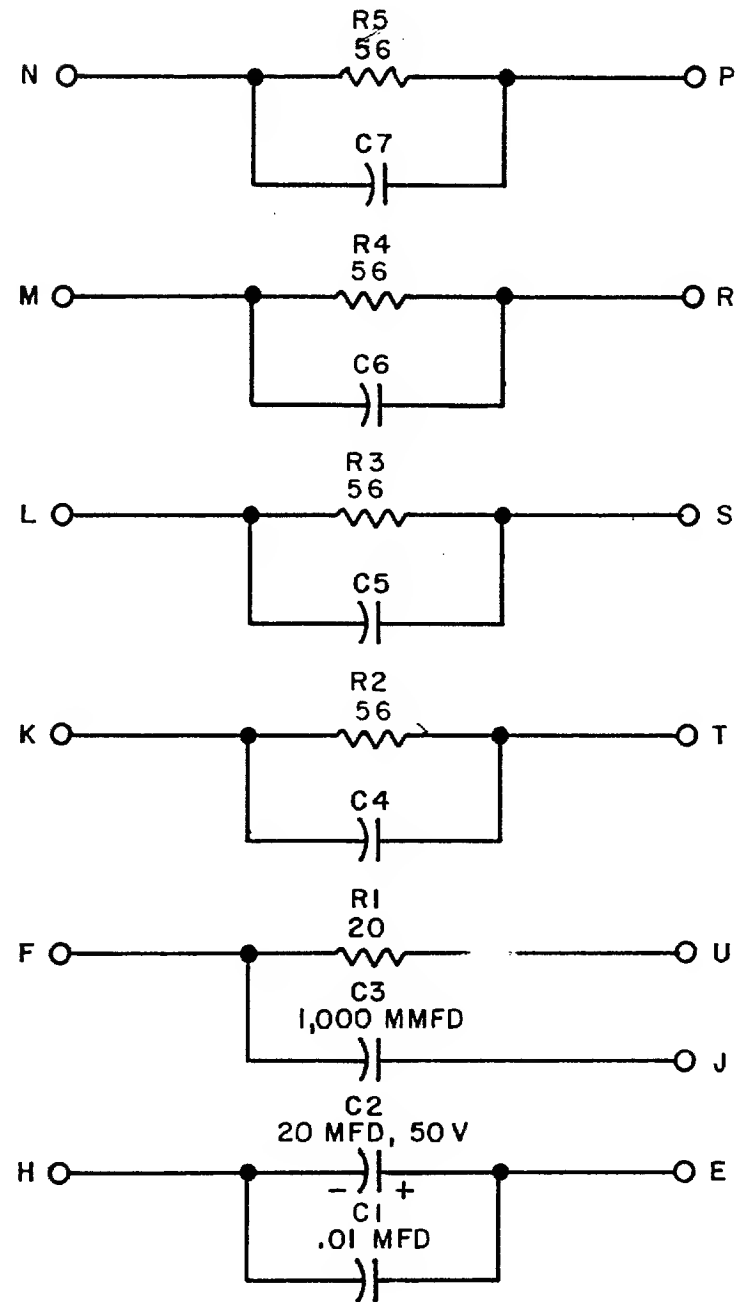 R5
56
N P
C7
R4
56
M R
C6
R3
56
L S
C5
R2
56
K T
C4
R1
20
F U
C3
1,000 MMFD
J
C2
20 MFD, 50 V
H E
- +
C1
.01 MFD